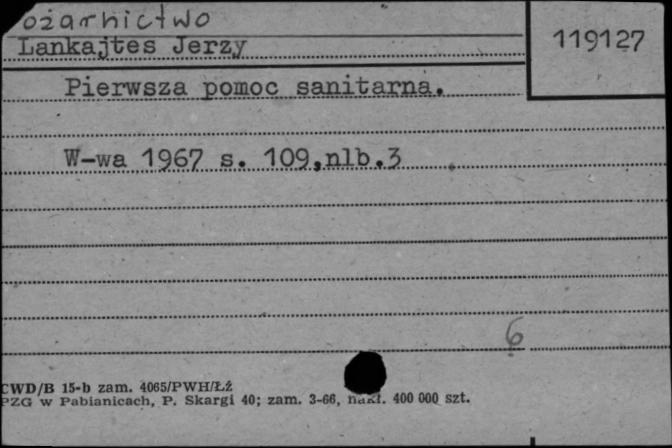 ożarnictwo
Lankajtes Jerzy
119127
Pierwsza pomoc sanitarna.
W-wa 1967 s. 109,nlb.3
6
CWD/B 15-b zam. 4065/PWH/Łż
PZG w Pabianicach, P. Skargi 40; zam. 3-66, nakł. 400 000 szt.